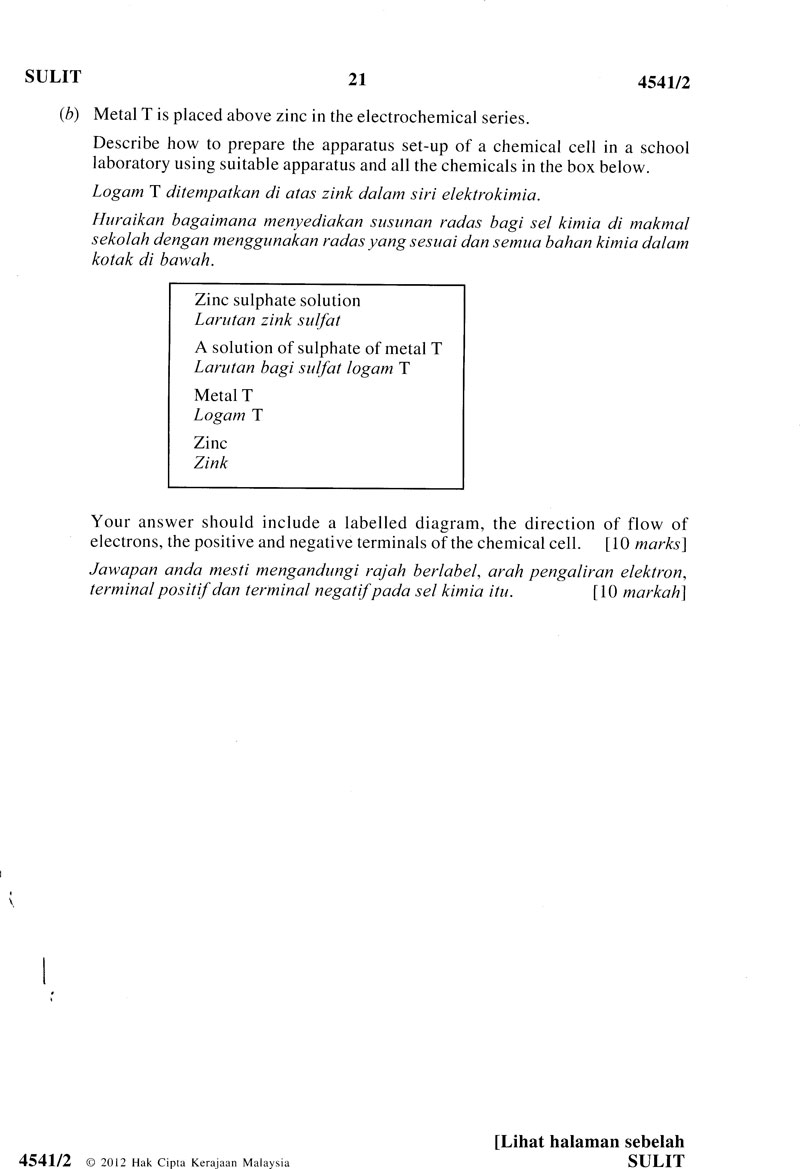 SULIT 21 4541/2
(b) Metal T is placed above zinc in the electrochemical series.
Describe how to prepare the apparatus set-up of a chemical cell in a school
laboratory using suitable apparatus and all the chemicals in the box below.
Logam T ditempatkan di atas zink dalam siri elektrokimia.
Huraikan bagaimana menyediakan susunan radas bagi sel kimia di makmal
sekolah dengan menggunakan radas yang sesuai dan semua bahan kimia dalam
kotak di bawah.
Zinc sulphate solution
Larutan zink sulfat
A solution of sulphate of metal T
Larutan bagi sulfat logam T
Metal T
Logam T
Zinc
Zink
Your answer should include a labelled diagram, the direction of flow of
electrons, the positive and negative terminals of the chemical cell. [10 marks]
Jawapan anda mesti mengandungi rajah berlabel, arah pengaliran elektron,
terminal positif dan terminal negatif pada sel kimia itu. [10 markah]
[Lihat halaman sebelah
4541/2 © 2012 Hak Cipta Kerajaan Malaysia SULIT